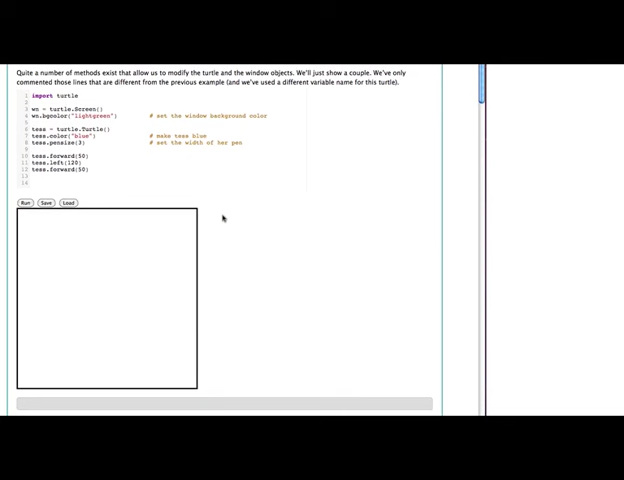 Quite a number of methods exist that allow us to modify the turtle and the window objects. We'll just show a couple. We've only
commented those lines that are different from the previous example (and we've used a different variable name for this turtle).
1 import turtle
2
3 wn = turtle.Screen()
4 wn.bgcolor("lightgreen") # set the window background color
5
6 tess = turtle.Turtle()
7 tess.color("blue") # make tess blue
8 tess.pensize(3) # set the width of her pen
9
10 tess.forward(50)
11 tess.left(120)
12 tess.forward(50)
13
14
Run Save Load